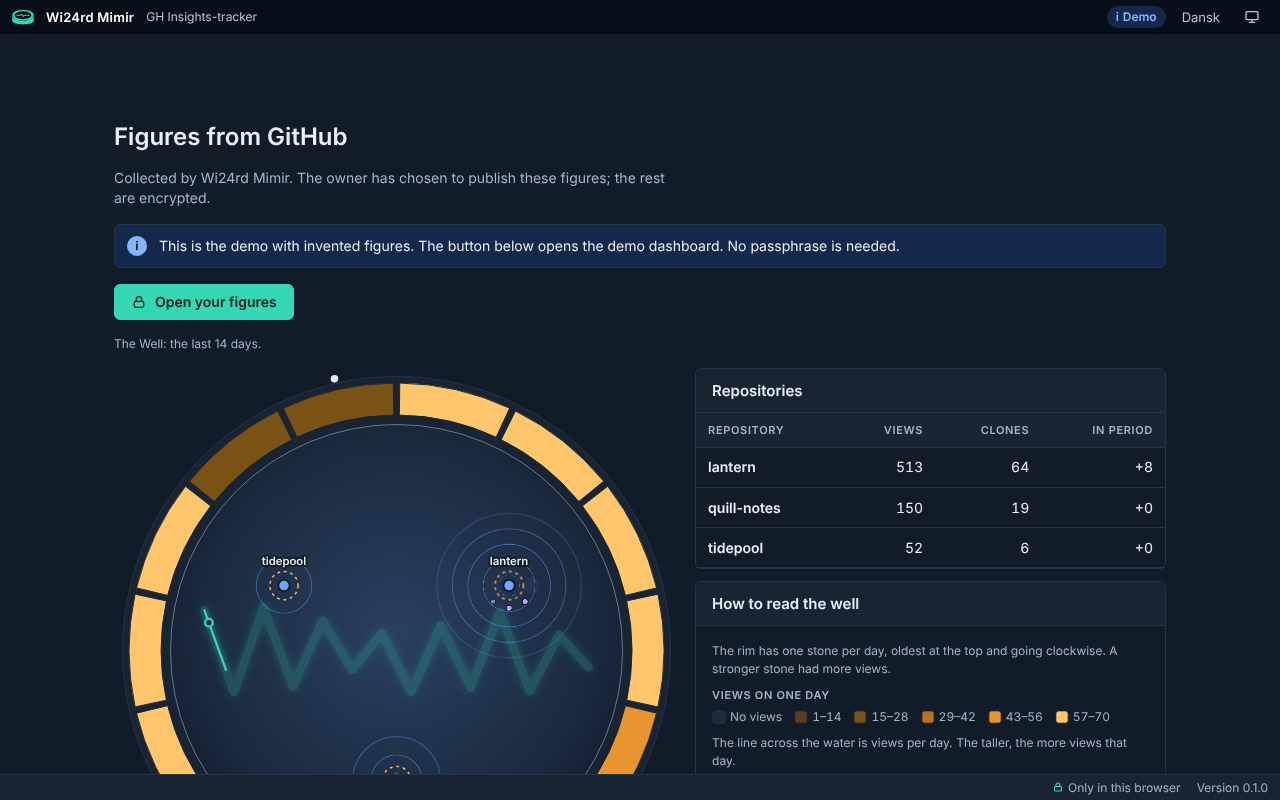 Wi24rd Mimir GH Insights-tracker i Demo Dansk
Figures from GitHub
Collected by Wi24rd Mimir. The owner has chosen to publish these figures; the rest
are encrypted.
i This is the demo with invented figures. The button below opens the demo dashboard. No passphrase is needed.
Open your figures
The Well: the last 14 days.
tidepool
lantern
Repositories
REPOSITORY VIEWS CLONES IN PERIOD
lantern 513 64 +8
quill-notes 150 19 +0
tidepool 52 6 +0
How to read the well
The rim has one stone per day, oldest at the top and going clockwise. A
stronger stone had more views.
VIEWS ON ONE DAY
No views 1–14 15–28 29–42 43–56 57–70
The line across the water is views per day. The taller, the more views that
day.
Only in this browser Version 0.1.0